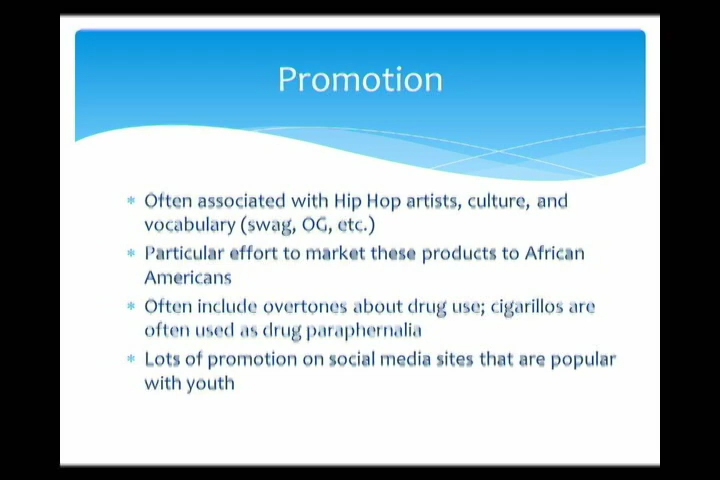 Promotion
* Often associated with Hip Hop artists, culture, and
vocabulary (swag, OG, etc.)
* Particular effort to market these products to African
Americans
* Often include overtones about drug use; cigarillos are
often used as drug paraphernalia
* Lots of promotion on social media sites that are popular
with youth